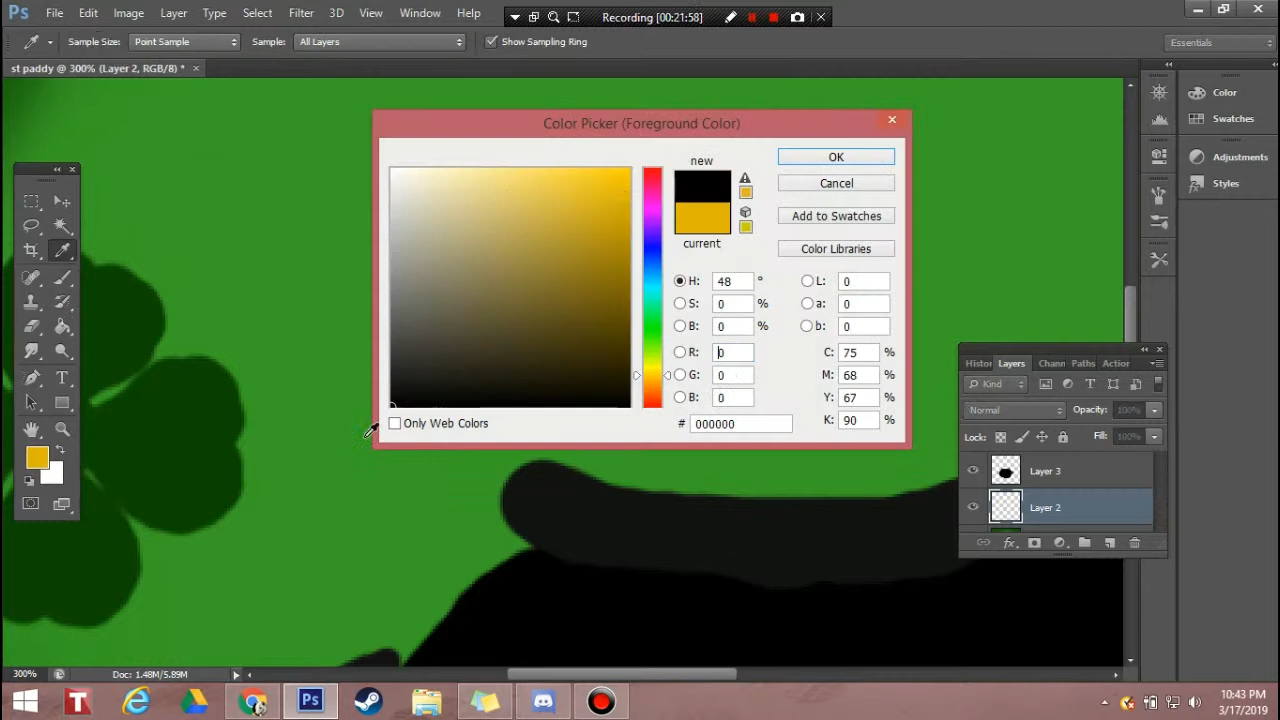 Ps File Edit Image Layer Type Select Filter 3D View Window Help
Recording [00:21:58]
Sample Size: Point Sample Sample: All Layers Show Sampling Ring Essentials
st paddy @ 300% (Layer 2, RGB/8) *
Color Picker (Foreground Color)
new
current
OK
Cancel
Add to Swatches
Color Libraries
H: 48 °
S: 0 %
B: 0 %
R: 0
G: 0
B: 0
L: 0
a: 0
b: 0
C: 75 %
M: 68 %
Y: 67 %
K: 90 %
# 000000
Only Web Colors
Color
Swatches
Adjustments
Styles
Histor Layers Chann Paths Action
Kind
Normal Opacity: 100%
Lock: Fill: 100%
Layer 3
Layer 2
300% Doc: 1.48M/5.89M
T Ps
10:43 PM
3/17/2019